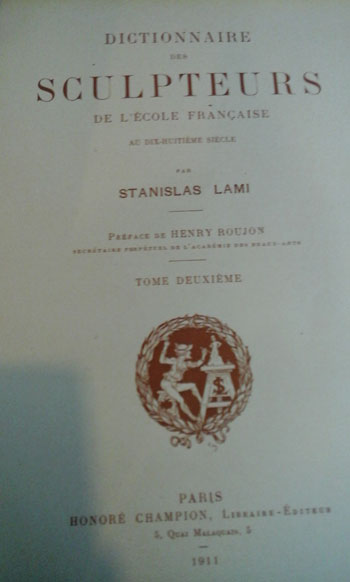 DICTIONNAIRE
DES
SCULPTEURS
DE L'ÉCOLE FRANÇAISE
AU DIX-HUITIÈME SIÈCLE
PAR
STANISLAS LAMI
PRÉFACE DE HENRY ROUJON
SECRÉTAIRE PERPÉTUEL DE L'ACADÉMIE DES BEAUX-ARTS
TOME DEUXIÈME
PARIS
HONORÉ CHAMPION, LIBRAIRE-ÉDITEUR
5, QUAI MALAQUAIS, 5
1911